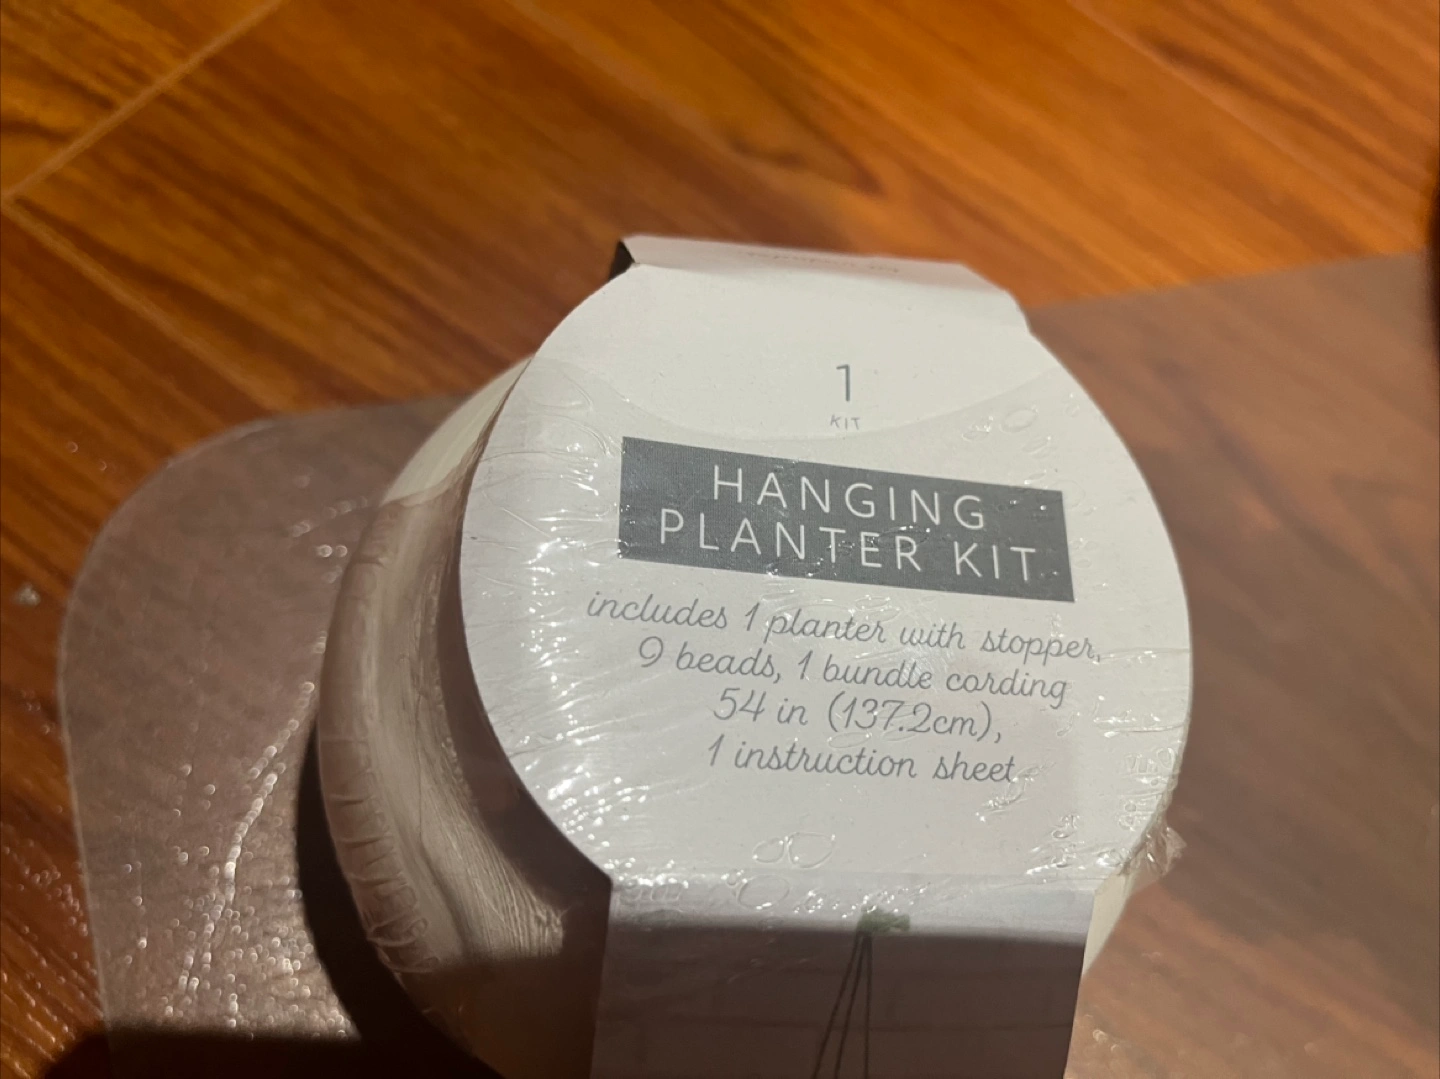 1
KIT
HANGING
PLANTER KIT
includes 1 planter with stopper,
9 beads, 1 bundle cording
54 in (137.2cm),
1 instruction sheet